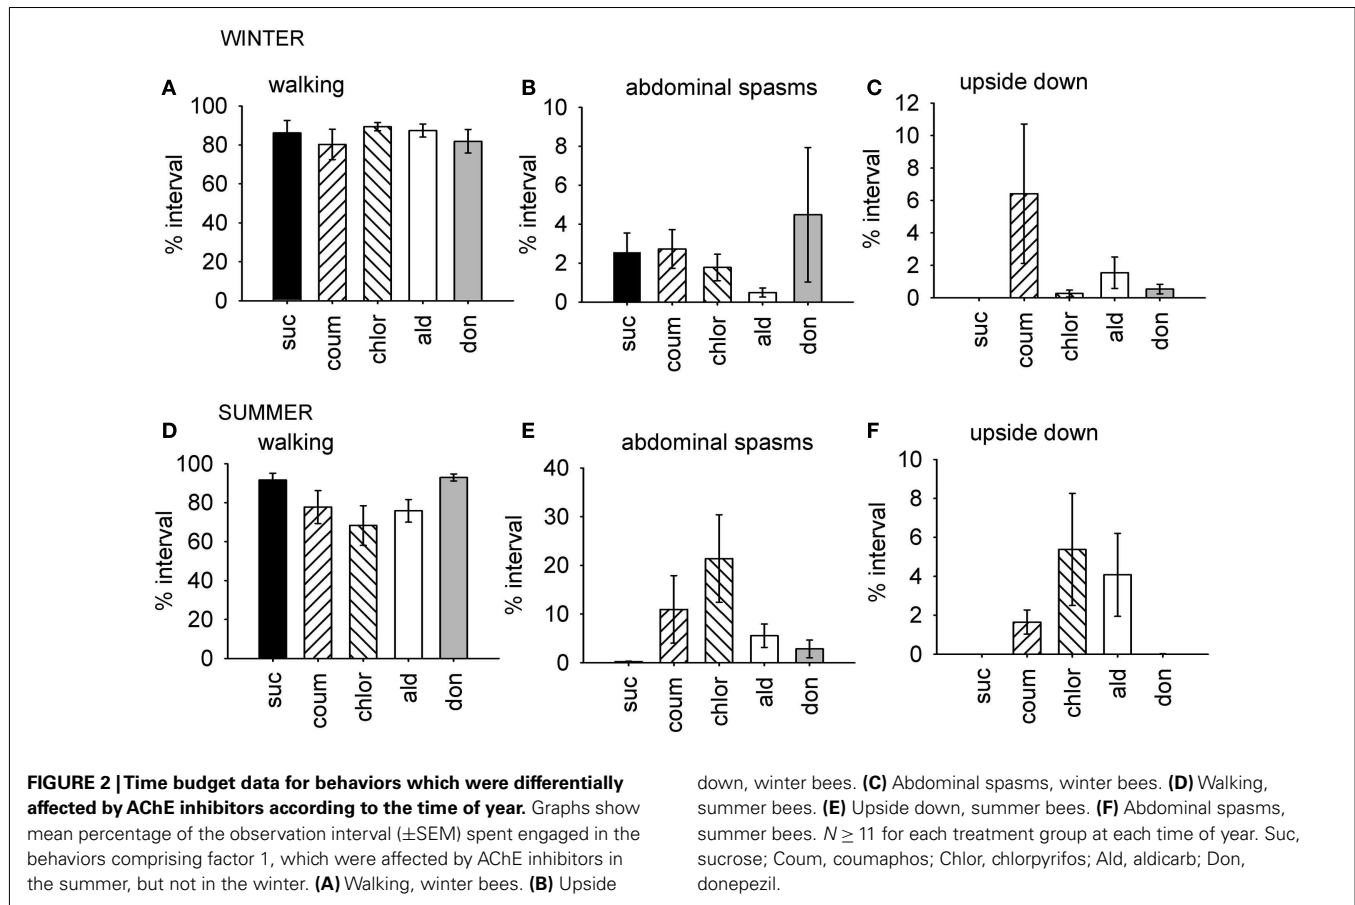 WINTER
A
walking
% interval
100
80
60
40
20
0
suc
coum
chlor
ald
don
B
abdominal spasms
% interval
10
8
6
4
2
0
suc
coum
chlor
ald
don
C
upside down
% interval
12
10
8
6
4
2
0
suc
coum
chlor
ald
don
SUMMER
D
walking
% interval
100
80
60
40
20
0
suc
coum
chlor
ald
don
E
abdominal spasms
% interval
40
30
20
10
0
suc
coum
chlor
ald
don
F
upside down
% interval
10
8
6
4
2
0
suc
coum
chlor
ald
don
FIGURE 2 | Time budget data for behaviors which were differentially
affected by AChE inhibitors according to the time of year. Graphs show
mean percentage of the observation interval (±SEM) spent engaged in the
behaviors comprising factor 1, which were affected by AChE inhibitors in
the summer, but not in the winter. (A) Walking, winter bees. (B) Upside
down, winter bees. (C) Abdominal spasms, winter bees. (D) Walking,
summer bees. (E) Upside down, summer bees. (F) Abdominal spasms,
summer bees. N ≥ 11 for each treatment group at each time of year. Suc,
sucrose; Coum, coumaphos; Chlor, chlorpyrifos; Ald, aldicarb; Don,
donepezil.